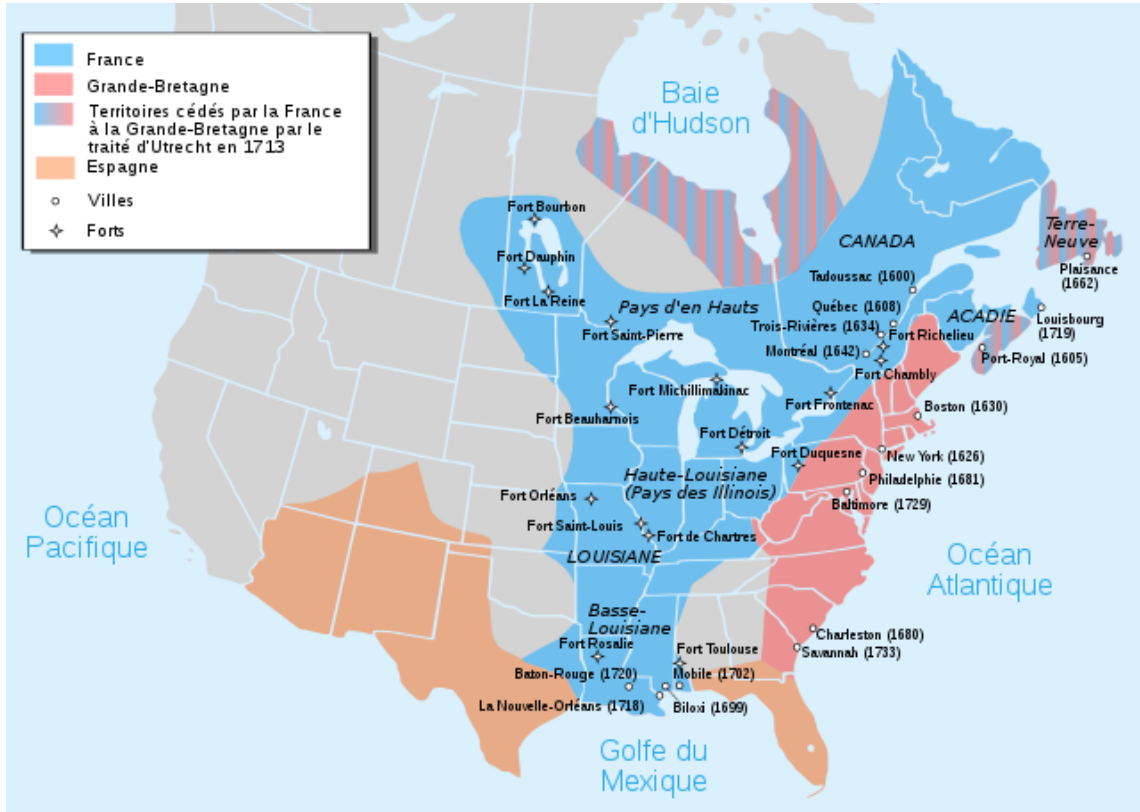 France
Grande-Bretagne
Territoires cédés par la France
à la Grande-Bretagne par le
traité d'Utrecht en 1713
Espagne
Villes
Forts
Baie
d'Hudson
Fort Bourbon
Fort Dauphin
Fort La Reine
Pays d'en Hauts
Fort Saint-Pierre
CANADA
Terre-
Neuve
Plaisance
(1662)
Tadoussac (1600)
Québec (1608)
ACADIE
Trois-Rivières (1634)
Fort Richelieu
Louisbourg
(1719)
Montréal (1642)
Port-Royal (1605)
Fort Chambly
Fort Michillimakinac
Fort Frontenac
Fort Beauharnois
Boston (1630)
Fort Détroit
Fort Duquesne
New York (1626)
Haute-Louisiane
(Pays des Illinois)
Philadelphie (1681)
Fort Orléans
Baltimore (1729)
Fort Saint-Louis
Fort de Chartres
LOUISIANE
Océan
Pacifique
Océan
Atlantique
Basse-
Louisiane
Charleston (1680)
Fort Rosalie
Fort Toulouse
Savannah (1733)
Baton-Rouge (1720)
Mobile (1702)
La Nouvelle-Orléans (1718)
Biloxi (1699)
Golfe du
Mexique